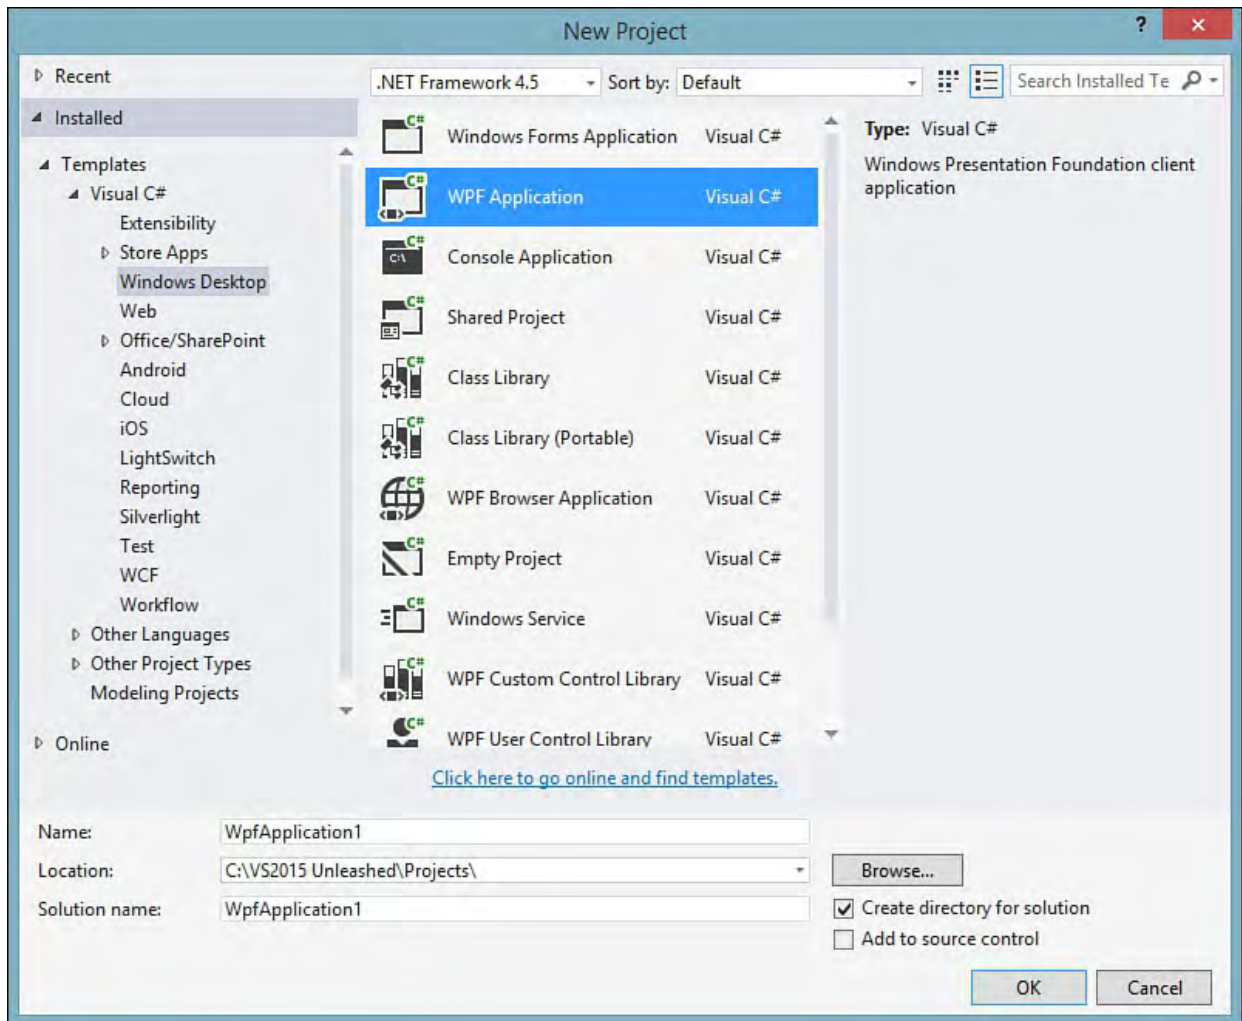 New Project
?
Recent
Installed
Templates
Visual C#
Extensibility
Store Apps
Windows Desktop
Web
Office/SharePoint
Android
Cloud
iOS
LightSwitch
Reporting
Silverlight
Test
WCF
Workflow
Other Languages
Other Project Types
Modeling Projects
Online
.NET Framework 4.5 Sort by: Default
Search Installed Te
C# Windows Forms Application Visual C#
C# WPF Application Visual C#
C# C:\ Console Application Visual C#
C# Shared Project Visual C#
C# Class Library Visual C#
C# Class Library (Portable) Visual C#
C# WPF Browser Application Visual C#
C# Empty Project Visual C#
C# Windows Service Visual C#
C# WPF Custom Control Library Visual C#
C# WPF User Control Library Visual C#
Click here to go online and find templates.
Type: Visual C#
Windows Presentation Foundation client
application
Name: WpfApplication1
Location: C:\VS2015 Unleashed\Projects\
Browse...
Solution name: WpfApplication1
Create directory for solution
Add to source control
OK Cancel